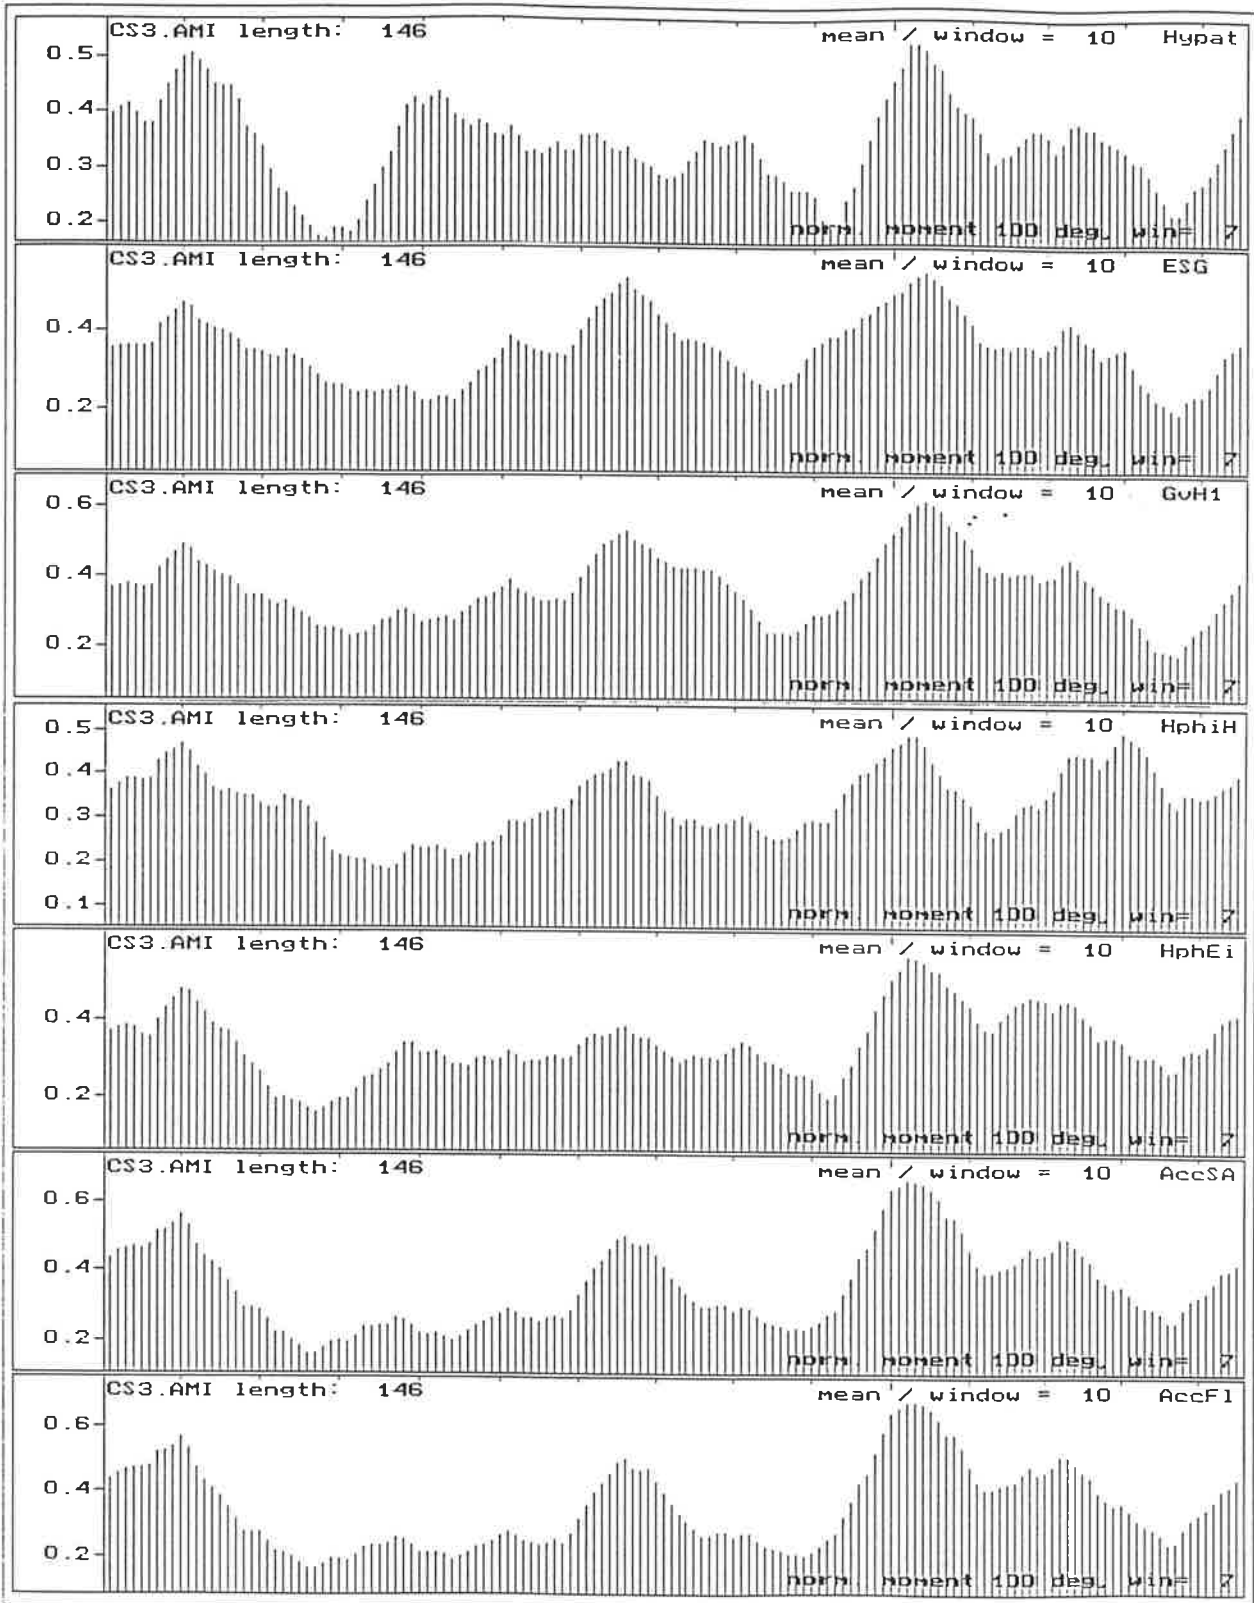 CS3.AMI length: 146 mean / window = 10 Hypat
0.5
0.4
0.3
0.2
norm. moment 100 deg, win= 7
CS3.AMI length: 146 mean / window = 10 ESG
0.4
0.2
norm. moment 100 deg, win= 7
CS3.AMI length: 146 mean / window = 10 GvH1
0.6
0.4
0.2
norm. moment 100 deg, win= 7
CS3.AMI length: 146 mean / window = 10 HphiH
0.5
0.4
0.3
0.2
0.1
norm. moment 100 deg, win= 7
CS3.AMI length: 146 mean / window = 10 HphEi
0.4
0.2
norm. moment 100 deg, win= 7
CS3.AMI length: 146 mean / window = 10 AccSA
0.6
0.4
0.2
norm. moment 100 deg, win= 7
CS3.AMI length: 146 mean / window = 10 AccFl
0.6
0.4
0.2
norm. moment 100 deg, win= 7